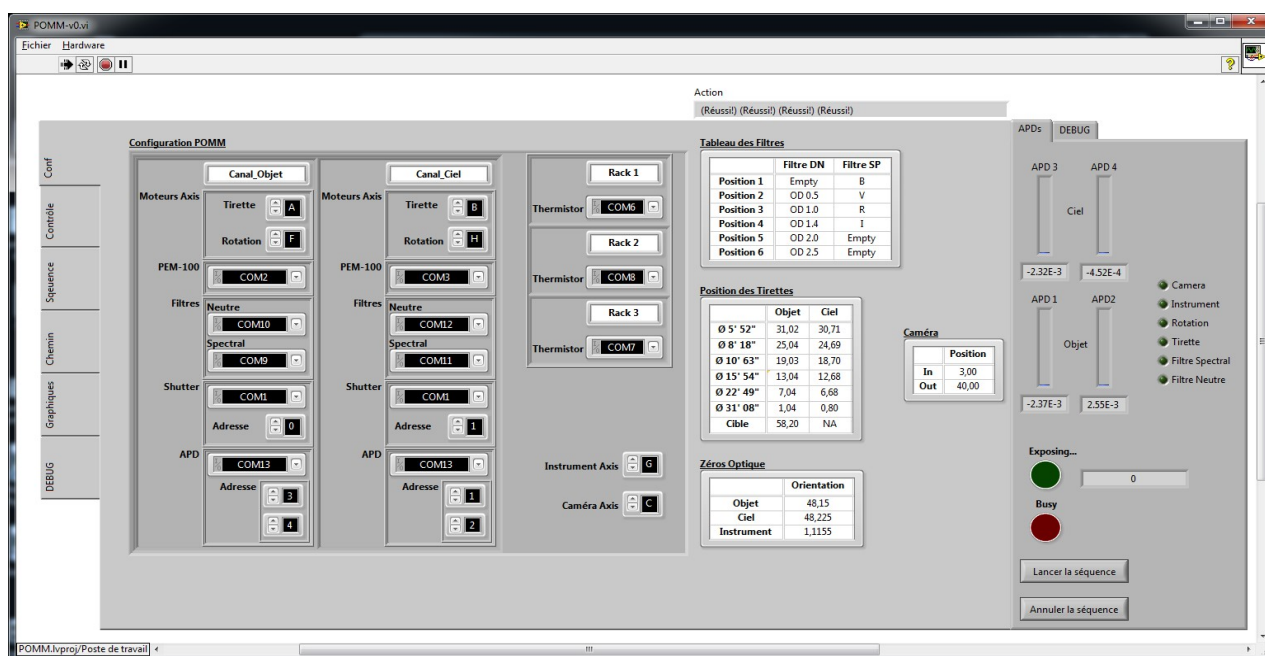 POMM-v0.vi
Fichier Hardware
Action
(Réussi!) (Réussi!) (Réussi!) (Réussi!)
Conf
Contrôle
Sqeuence
Chemin
Graphiques
DEBUG
Configuration POMM
Canal_Objet
Moteurs Axis
Tirette A
Rotation F
PEM-100
COM2
Filtres
Neutre
COM10
Spectral
COM9
Shutter
COM1
Adresse 0
APD
COM13
Adresse
3
4
Canal_Ciel
Moteurs Axis
Tirette B
Rotation H
PEM-100
COM3
Filtres
Neutre
COM12
Spectral
COM11
Shutter
COM1
Adresse 1
APD
COM13
Adresse
1
2
Rack 1
Thermistor COM6
Rack 2
Thermistor COM8
Rack 3
Thermistor COM7
Instrument Axis G
Caméra Axis C
Tableau des Filtres
Filtre DN Filtre SP
Position 1 Empty B
Position 2 OD 0.5 V
Position 3 OD 1.0 R
Position 4 OD 1.4 I
Position 5 OD 2.0 Empty
Position 6 OD 2.5 Empty
Position des Tirettes
Objet Ciel
Ø 5' 52" 31,02 30,71
Ø 8' 18" 25,04 24,69
Ø 10' 63" 19,03 18,70
Ø 15' 54" 13,04 12,68
Ø 22' 49" 7,04 6,68
Ø 31' 08" 1,04 0,80
Cible 58,20 NA
Caméra
Position
In 3,00
Out 40,00
Zéros Optique
Orientation
Objet 48,15
Ciel 48,225
Instrument 1,1155
APDs DEBUG
APD 3 APD 4
Ciel
-2.32E-3 -4.52E-4
APD 1 APD2
Objet
-2.37E-3 2.55E-3
Camera
Instrument
Rotation
Tirette
Filtre Spectral
Filtre Neutre
Exposing...
0
Busy
Lancer la séquence
Annuler la séquence
POMM.lvproj/Poste de travail